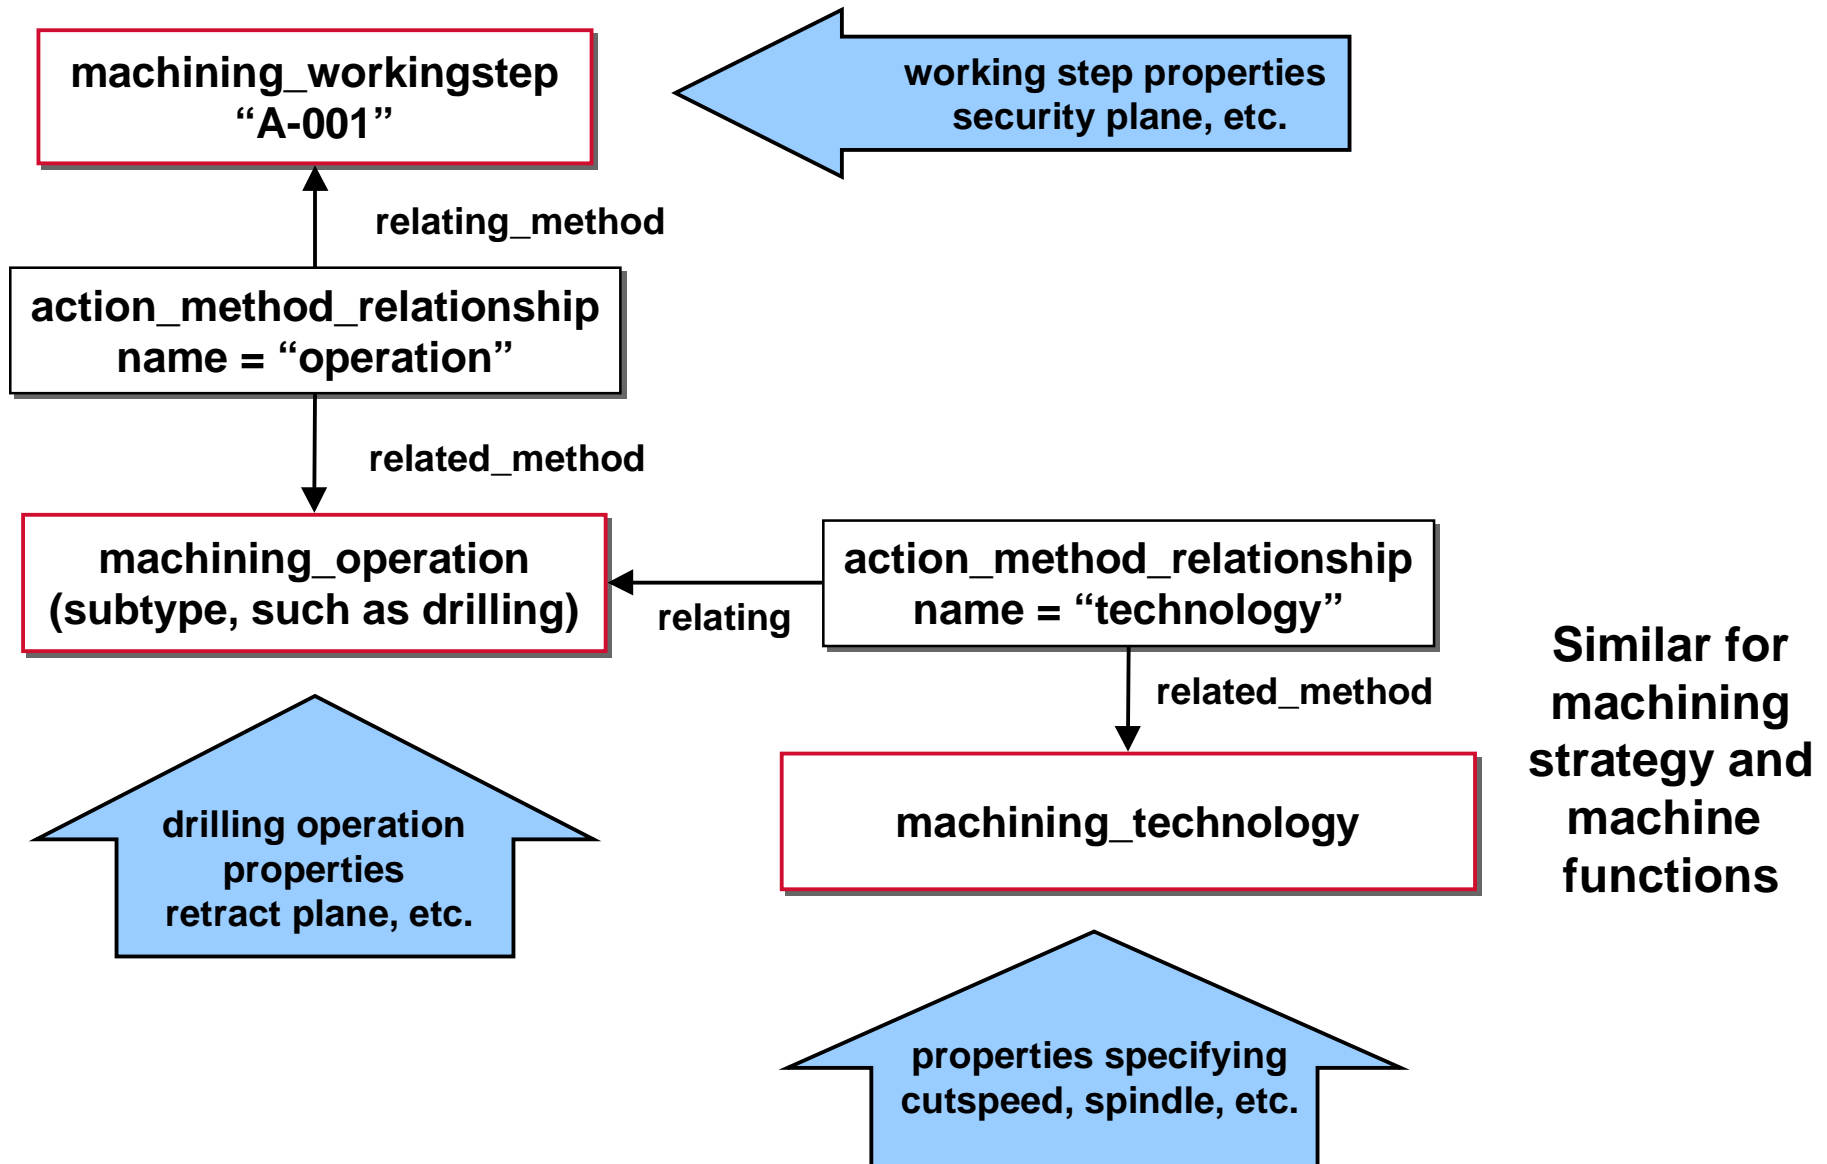 machining_workingstep
“A-001”
working step properties
security plane, etc.
relating_method
action_method_relationship
name = “operation”
related_method
machining_operation
(subtype, such as drilling)
relating
action_method_relationship
name = “technology”
related_method
machining_technology
Similar for
machining
strategy and
machine
functions
drilling operation
properties
retract plane, etc.
properties specifying
cutspeed, spindle, etc.